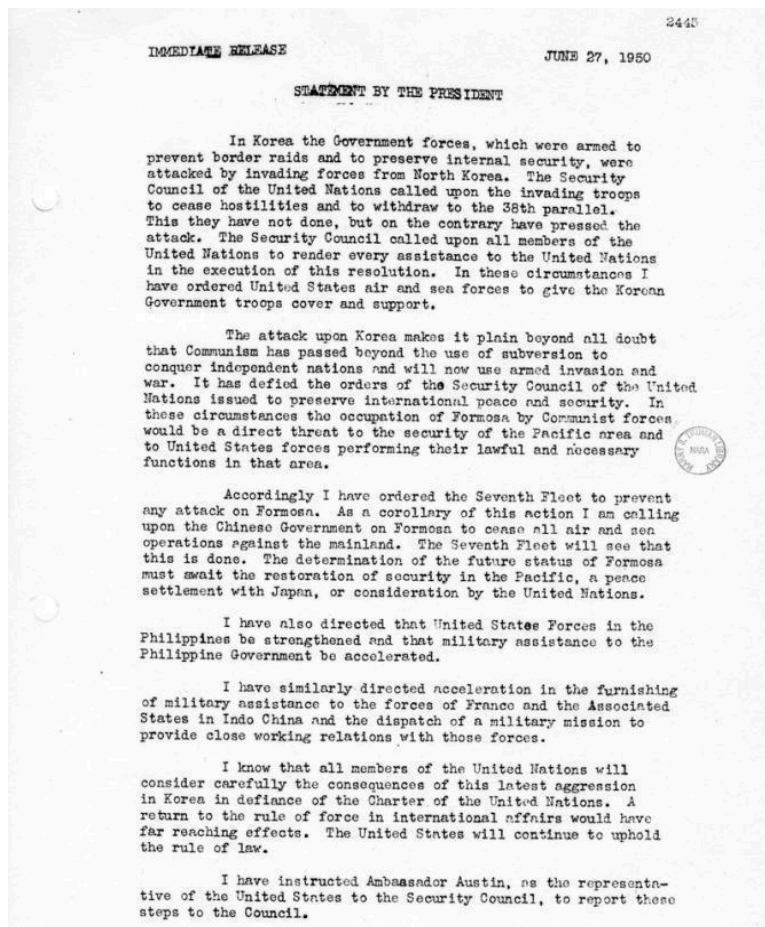 2445
IMMEDIATE RELEASE
JUNE 27, 1950
STATEMENT BY THE PRESIDENT
In Korea the Government forces, which were armed to
prevent border raids and to preserve internal security, were
attacked by invading forces from North Korea. The Security
Council of the United Nations called upon the invading troops
to cease hostilities and to withdraw to the 38th parallel.
This they have not done, but on the contrary have pressed the
attack. The Security Council called upon all members of the
United Nations to render every assistance to the United Nations
in the execution of this resolution. In these circumstances I
have ordered United States air and sea forces to give the Korean
Government troops cover and support.
The attack upon Korea makes it plain beyond all doubt
that Communism has passed beyond the use of subversion to
conquer independent nations and will now use armed invasion and
war. It has defied the orders of the Security Council of the United
Nations issued to preserve international peace and security. In
these circumstances the occupation of Formosa by Communist forces
would be a direct threat to the security of the Pacific area and
to United States forces performing their lawful and necessary
functions in that area.
HARRY S. TRUMAN LIBRARY
NARA
Accordingly I have ordered the Seventh Fleet to prevent
any attack on Formosa. As a corollary of this action I am calling
upon the Chinese Government on Formosa to cease all air and sea
operations against the mainland. The Seventh Fleet will see that
this is done. The determination of the future status of Formosa
must await the restoration of security in the Pacific, a peace
settlement with Japan, or consideration by the United Nations.
I have also directed that United States Forces in the
Philippines be strengthened and that military assistance to the
Philippine Government be accelerated.
I have similarly directed acceleration in the furnishing
of military assistance to the forces of France and the Associated
States in Indo China and the dispatch of a military mission to
provide close working relations with those forces.
I know that all members of the United Nations will
consider carefully the consequences of this latest aggression
in Korea in defiance of the Charter of the United Nations. A
return to the rule of force in international affairs would have
far reaching effects. The United States will continue to uphold
the rule of law.
I have instructed Ambassador Austin, as the representa-
tive of the United States to the Security Council, to report these
steps to the Council.